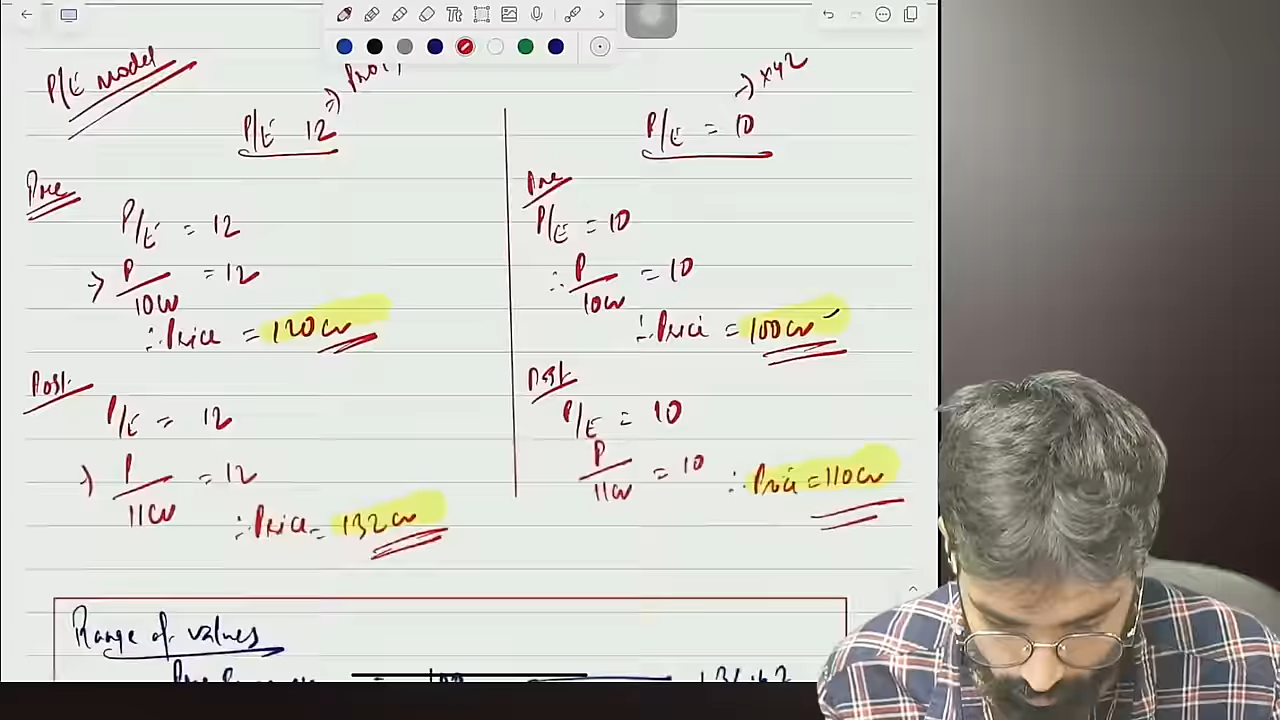 P/E model
P/E 12 ⇒
P/E = 10 → xyz
Pre
P/E = 12
→ P/10cr = 12
∴ Price = 120cr
Post
P/E = 12
P/11cr = 12
∴ Price = 132cr
Pre
P/E = 10
∴ P/10cr = 10
∴ Price = 100cr
Post
P/E = 10
P/11cr = 10 ∴ Price = 110cr
Range of values